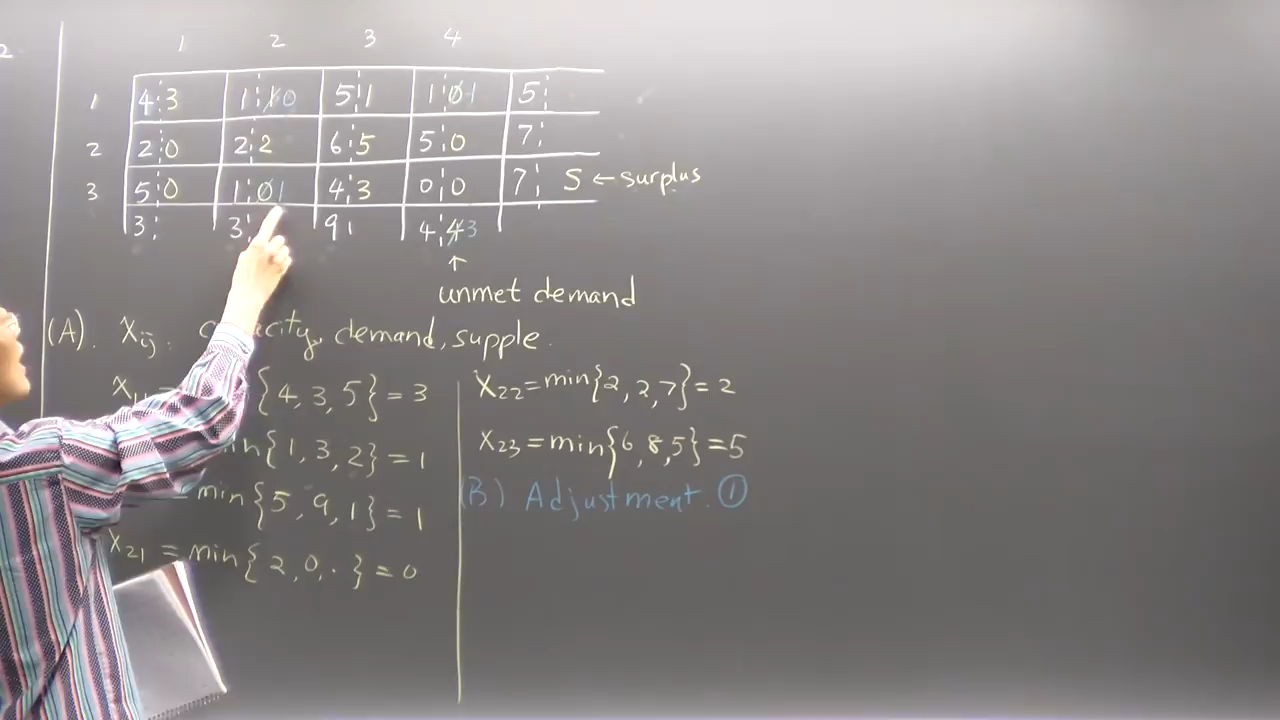 2
1 2 3 4
1 4 3 1 1 0 5 1 1 0 1 5
2 2 0 2 2 6 5 5 0 7
3 5 0 1 0 1 4 3 0 0 7 5 ← surplus
3 3 9 4 4 3
↑
unmet demand
(A). Xij. demand, supple.
{4, 3, 5} = 3
{1, 3, 2} = 1
= min {5, 9, 1} = 1
X21 = min {2, 0, · } = 0
X22 = min{2, 2, 7} = 2
X23 = min{6, 8, 5} = 5
(B) Adjustment. ①